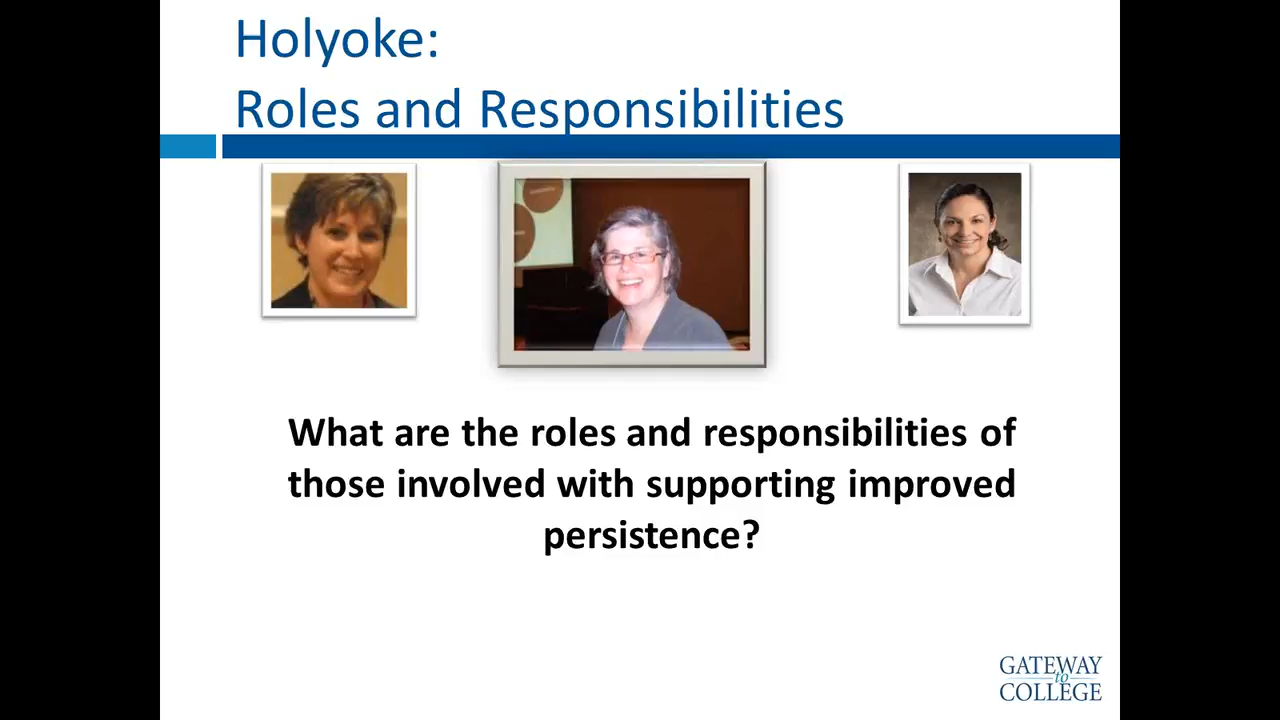 Holyoke:
Roles and Responsibilities
What are the roles and responsibilities of
those involved with supporting improved
persistence?
GATEWAY
to
COLLEGE